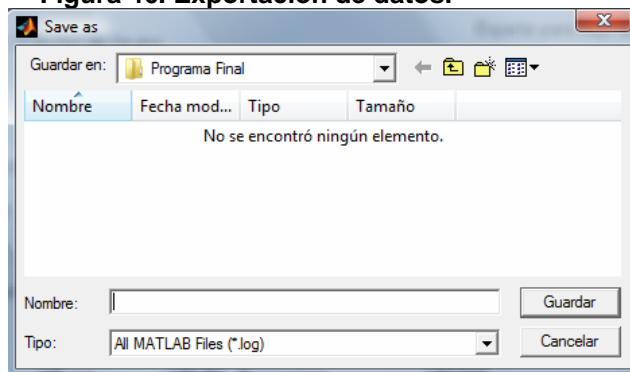 Figura 40. Exportación de datos.
Save as
Guardar en: Programa Final
Nombre Fecha mod... Tipo Tamaño
No se encontró ningún elemento.
Nombre: Guardar
Tipo: All MATLAB Files (*.log) Cancelar